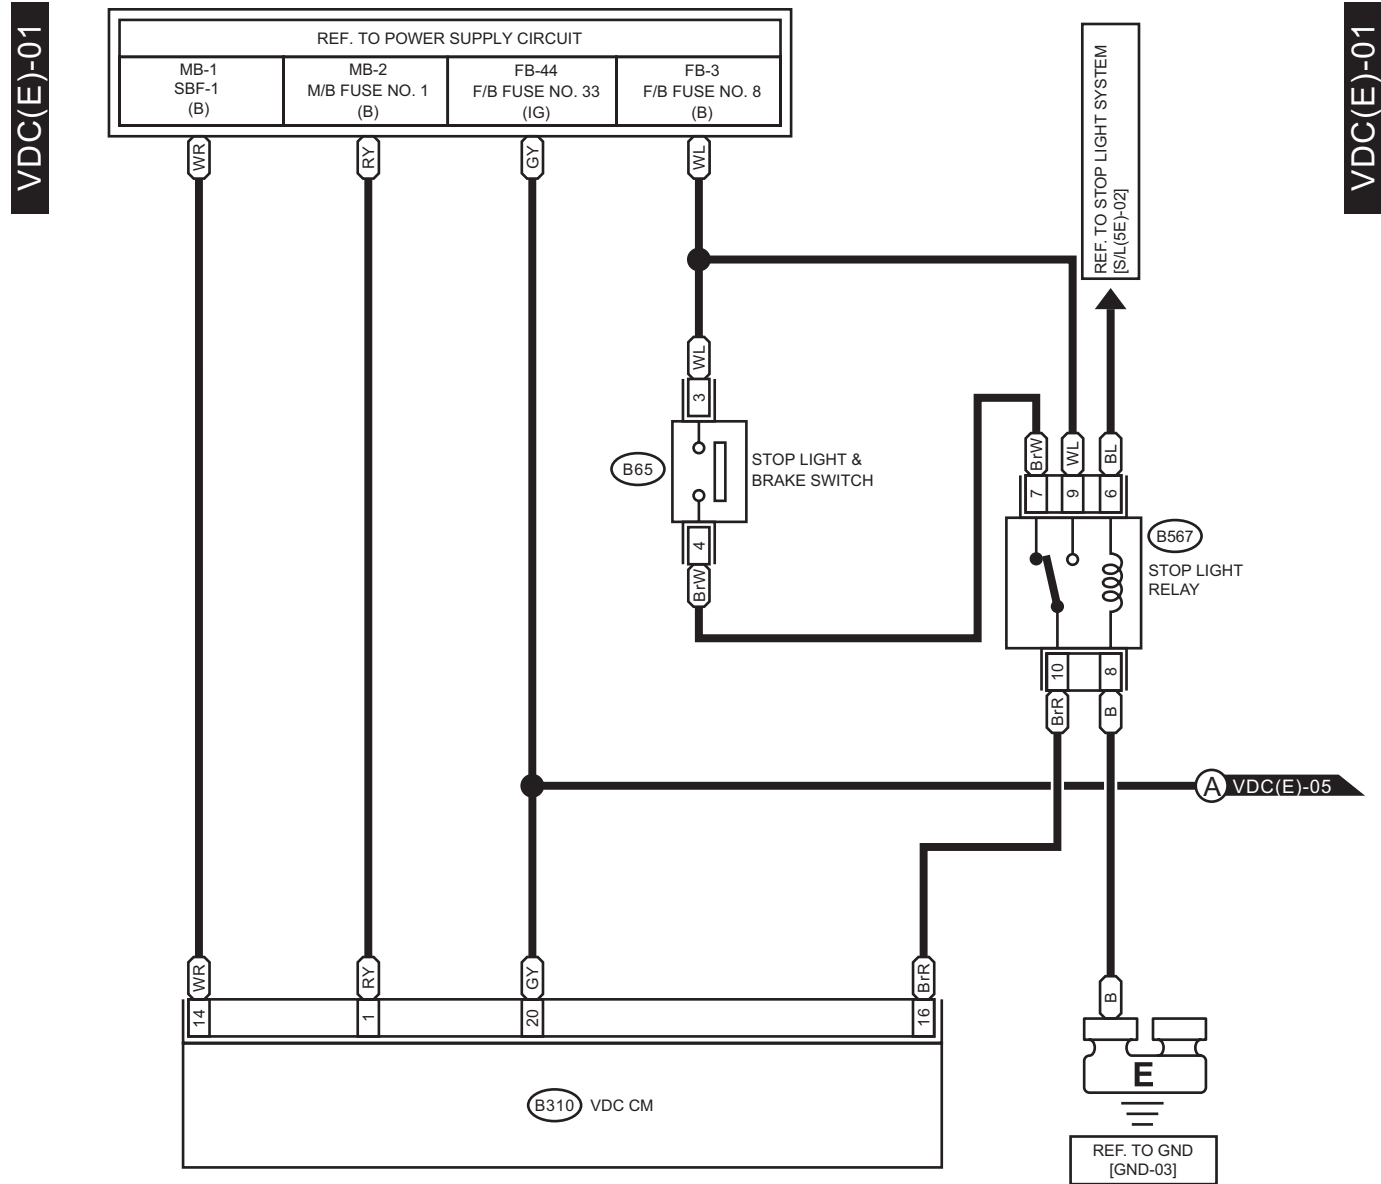 VDC(E)-01
VDC(E)-01
REF. TO POWER SUPPLY CIRCUIT
MB-1
SBF-1
(B)
MB-2
M/B FUSE NO. 1
(B)
FB-44
F/B FUSE NO. 33
(IG)
FB-3
F/B FUSE NO. 8
(B)
REF. TO STOP LIGHT SYSTEM
[S/L(5E)-02]
WR
RY
GY
WL
WL
3
B65
STOP LIGHT &
BRAKE SWITCH
4
BrW
BrW
WL
BL
7
9
6
B567
STOP LIGHT
RELAY
10
8
BrR
B
A
VDC(E)-05
WR
RY
GY
BrR
14
1
20
16
B310
VDC CM
B
E
REF. TO GND
[GND-03]